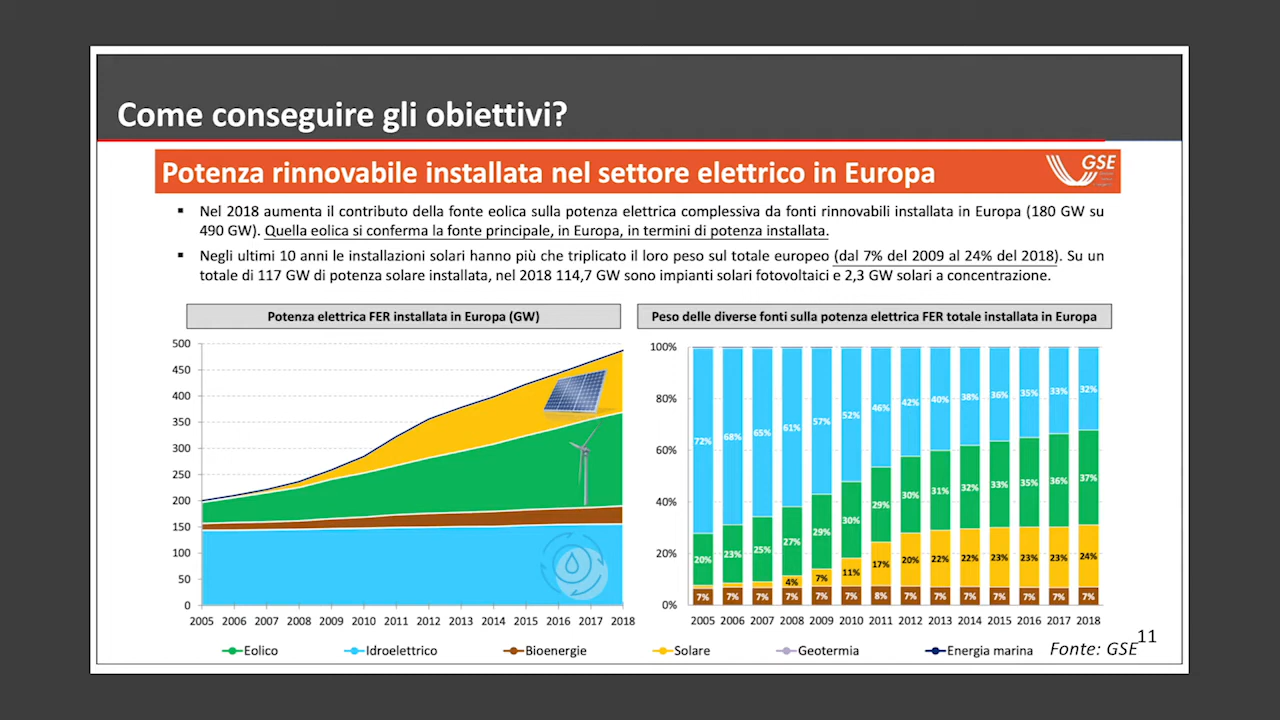 Come conseguire gli obiettivi?
Potenza rinnovabile installata nel settore elettrico in Europa
GSE
Nel 2018 aumenta il contributo della fonte eolica sulla potenza elettrica complessiva da fonti rinnovabili installata in Europa (180 GW su
490 GW). Quella eolica si conferma la fonte principale, in Europa, in termini di potenza installata.
Negli ultimi 10 anni le installazioni solari hanno più che triplicato il loro peso sul totale europeo (dal 7% del 2009 al 24% del 2018). Su un
totale di 117 GW di potenza solare installata, nel 2018 114,7 GW sono impianti solari fotovoltaici e 2,3 GW solari a concentrazione.
Potenza elettrica FER installata in Europa (GW)
500
450
400
350
300
250
200
150
100
50
0
2005 2006 2007 2008 2009 2010 2011 2012 2013 2014 2015 2016 2017 2018
Peso delle diverse fonti sulla potenza elettrica FER totale installata in Europa
100%
80%
60%
40%
20%
0%
72% 68% 65% 61% 57% 52% 46% 42% 40% 38% 36% 35% 33% 32%
20% 23% 25% 27% 29% 30% 29% 30% 31% 32% 33% 35% 36% 37%
4% 7% 11% 17% 20% 22% 22% 23% 23% 23% 24%
7% 7% 7% 7% 7% 7% 8% 7% 7% 7% 7% 7% 7% 7%
2005 2006 2007 2008 2009 2010 2011 2012 2013 2014 2015 2016 2017 2018
Eolico Idroelettrico Bioenergie Solare Geotermia Energia marina
Fonte: GSE
11